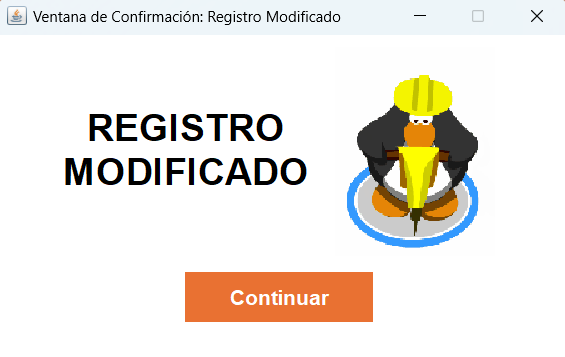 Ventana de Confirmación: Registro Modificado
REGISTRO
MODIFICADO
Continuar